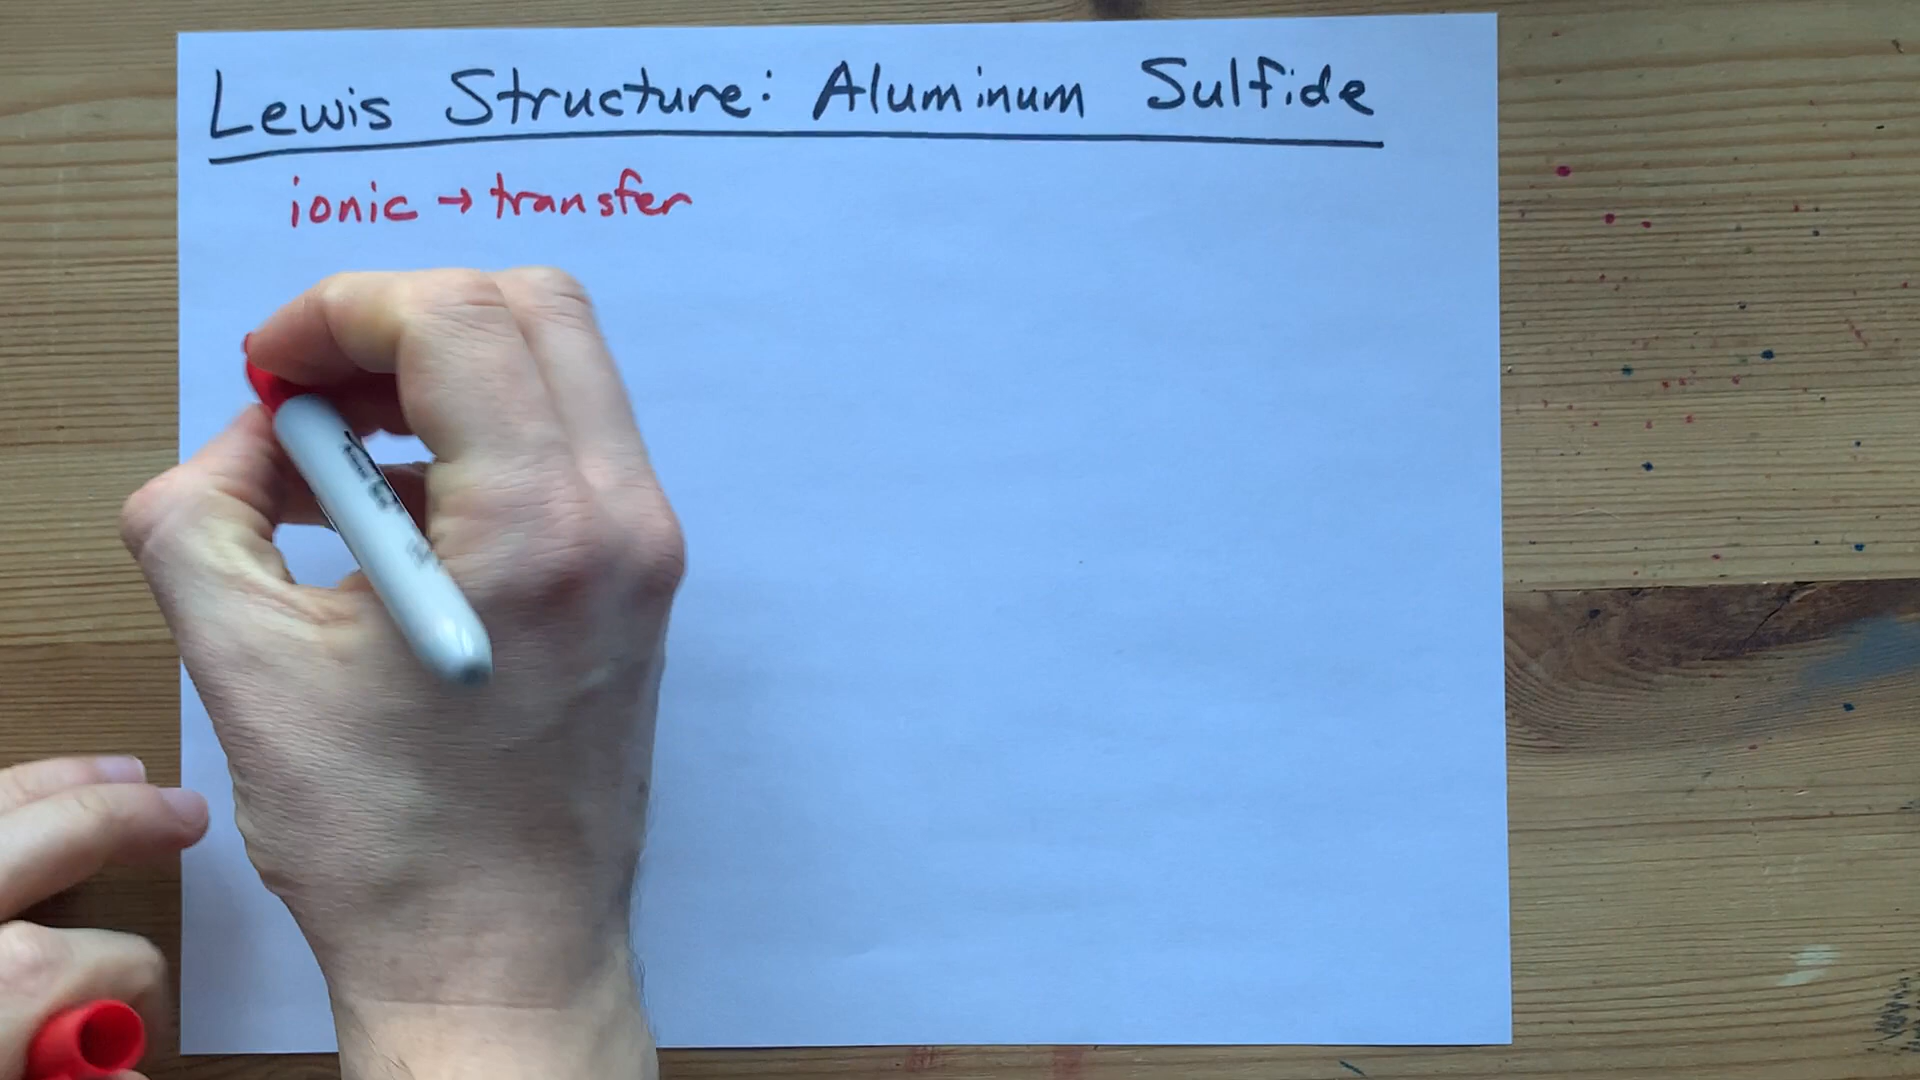 Lewis Structure: Aluminum Sulfide
ionic → transfer